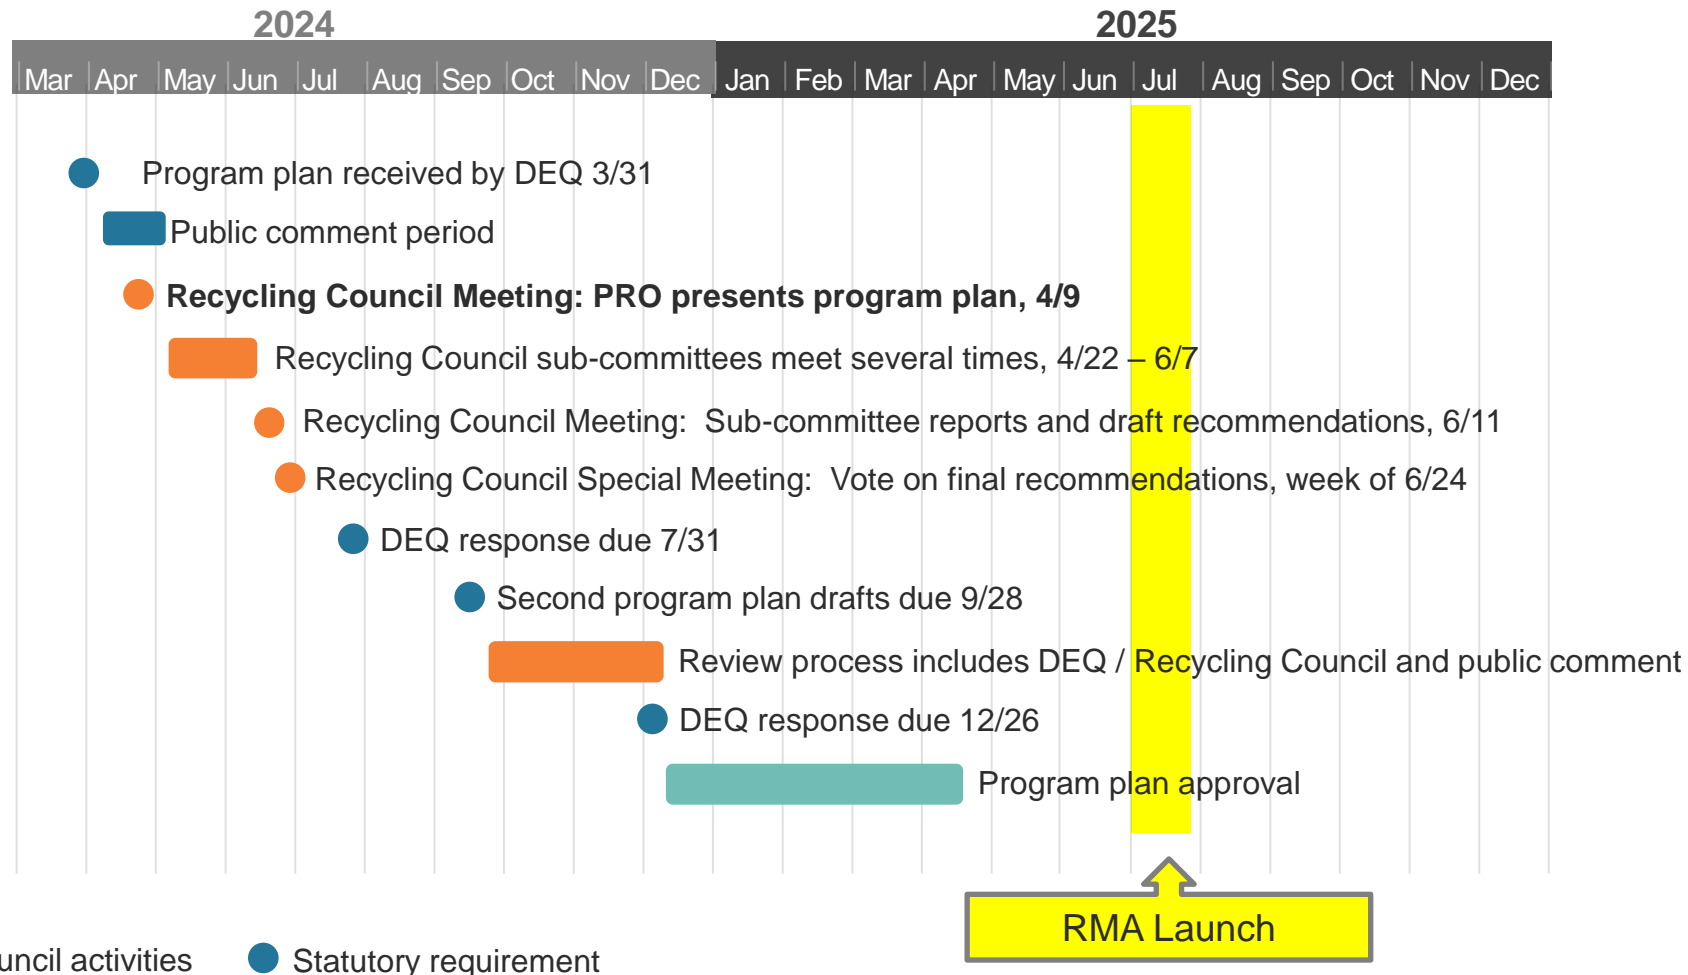 2024 2025
Mar Apr May Jun Jul Aug Sep Oct Nov Dec Jan Feb Mar Apr May Jun Jul Aug Sep Oct Nov Dec
Program plan received by DEQ 3/31
Public comment period
Recycling Council Meeting: PRO presents program plan, 4/9
Recycling Council sub-committees meet several times, 4/22 – 6/7
Recycling Council Meeting: Sub-committee reports and draft recommendations, 6/11
Recycling Council Special Meeting: Vote on final recommendations, week of 6/24
DEQ response due 7/31
Second program plan drafts due 9/28
Review process includes DEQ / Recycling Council and public comment
DEQ response due 12/26
Program plan approval
RMA Launch
activities Statutory requirement